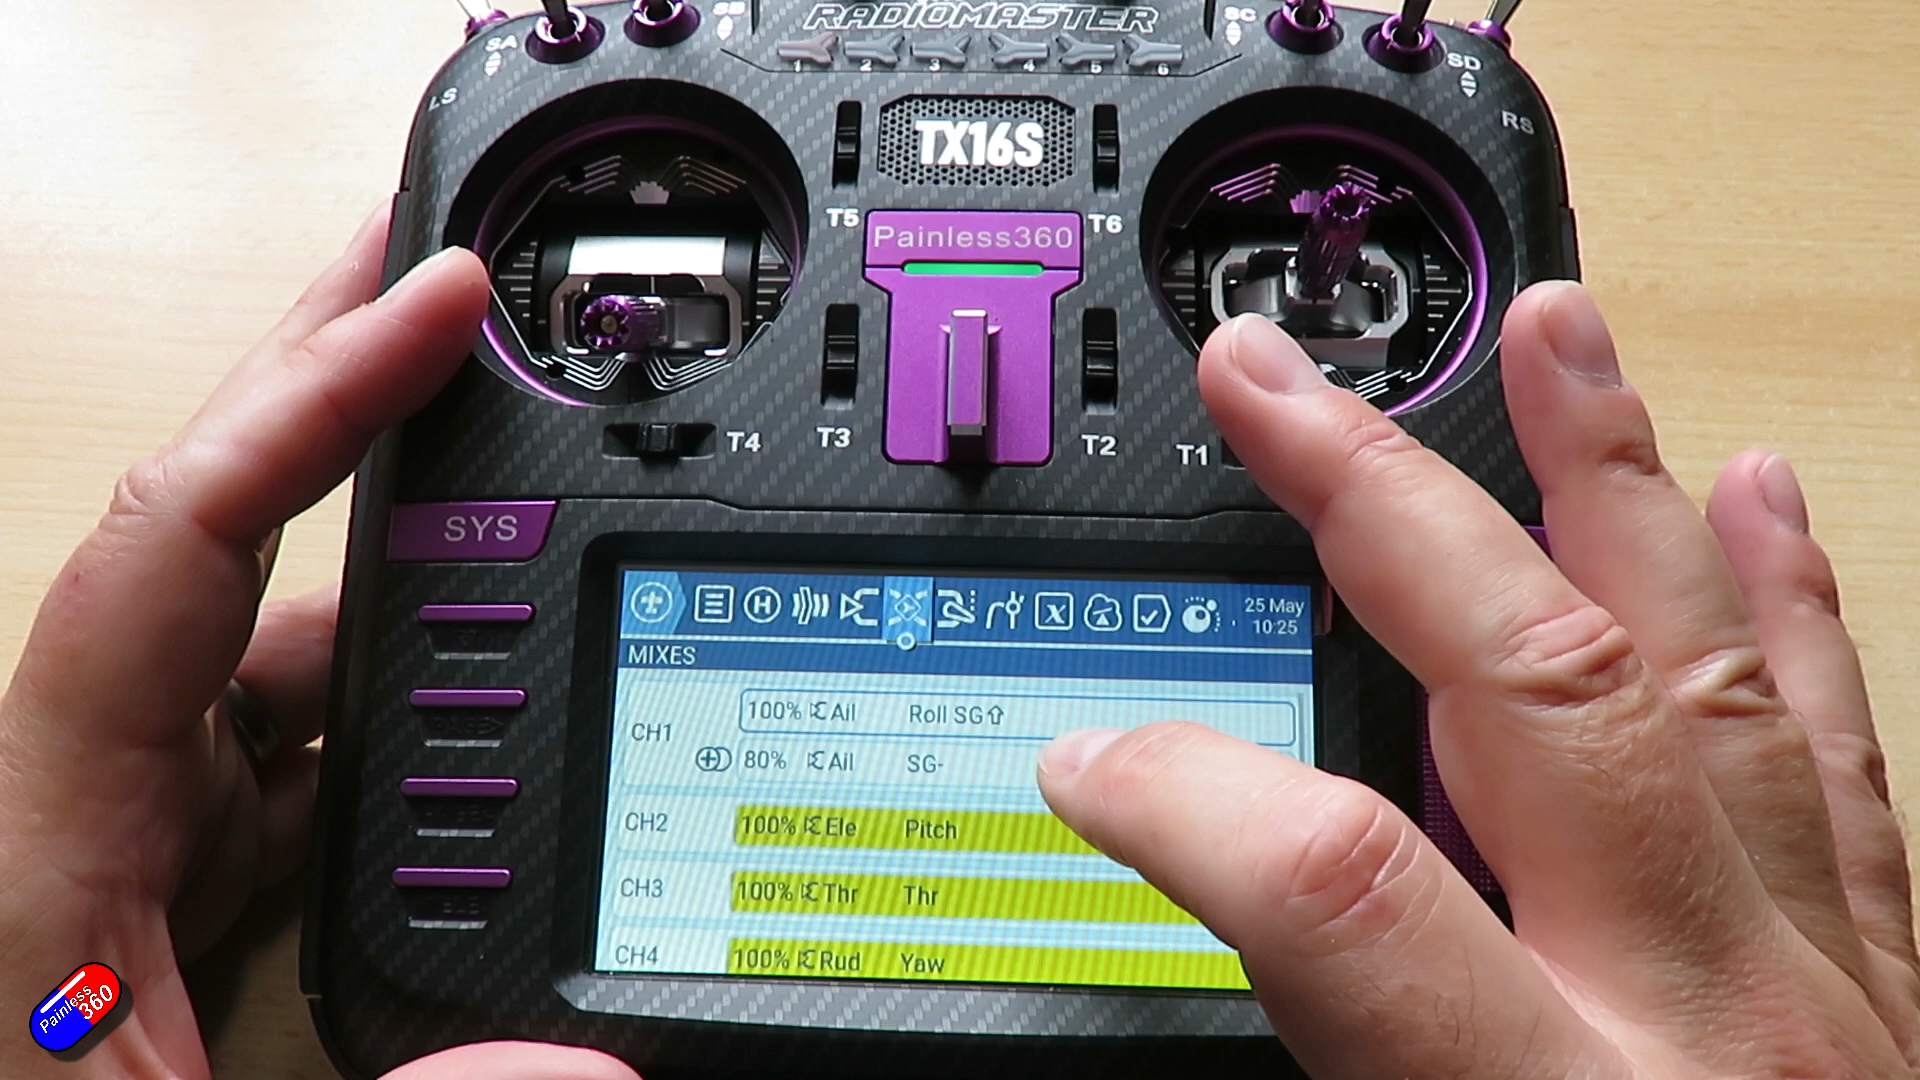 RADIOMASTER
SA
SB
SC
SD
1 2 3 4 5 6
LS
RS
TX16S
T5
T6
Painless360
T4
T3
T2
T1
SYS
25 May
10:25
MIXES
CH1
100% Ail Roll SG⇧
80% Ail SG-
CH2
100% Ele Pitch
CH3
100% Thr Thr
CH4
100% Rud Yaw
Painless
360